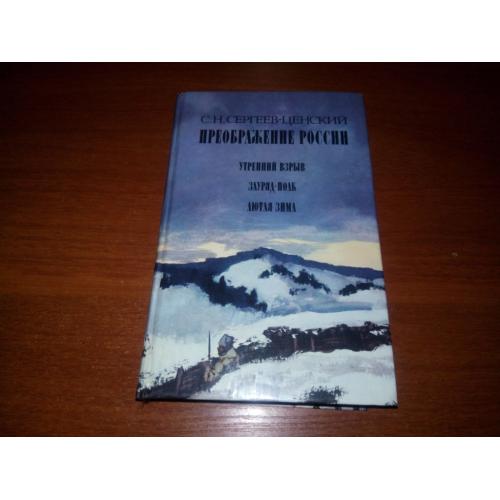 С.Н. СЕРГЕЕВ-ЦЕНСКИЙ
ПРЕОБРАЖЕНИЕ РОССИИ
УТРЕННИЙ ВЗРЫВ
ЗАУРЯД-ПОЛК
ЛЮТАЯ ЗИМА